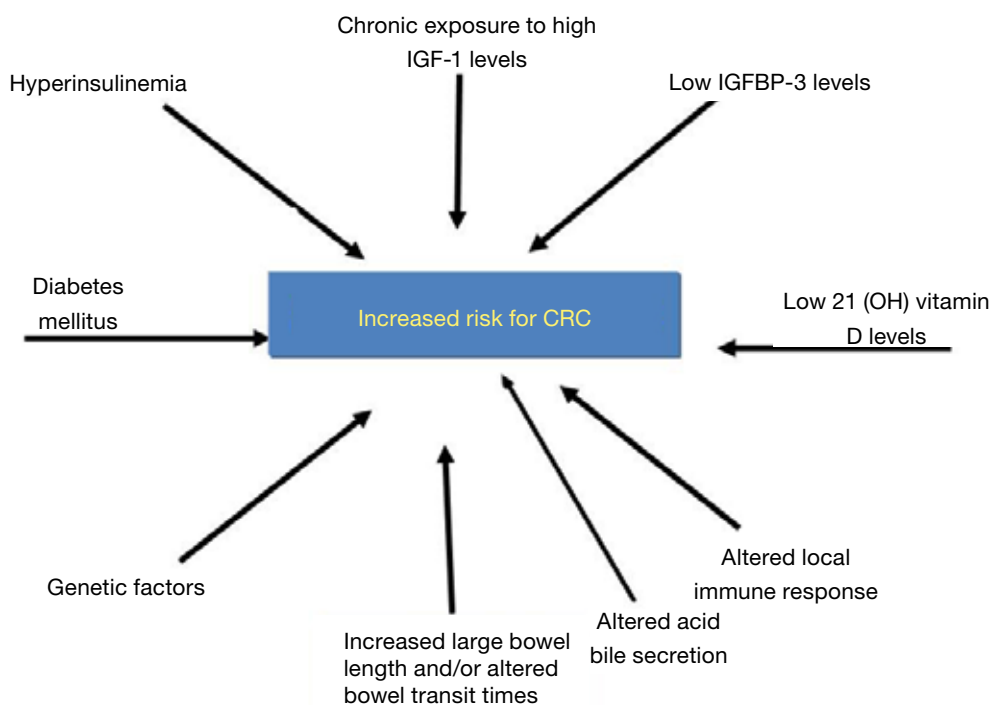 Chronic exposure to high
IGF-1 levels
Hyperinsulinemia
Low IGFBP-3 levels
Diabetes
mellitus
Increased risk for CRC
Low 21 (OH) vitamin
D levels
Genetic factors
Increased large bowel
length and/or altered
bowel transit times
Altered acid
bile secretion
Altered local
immune response